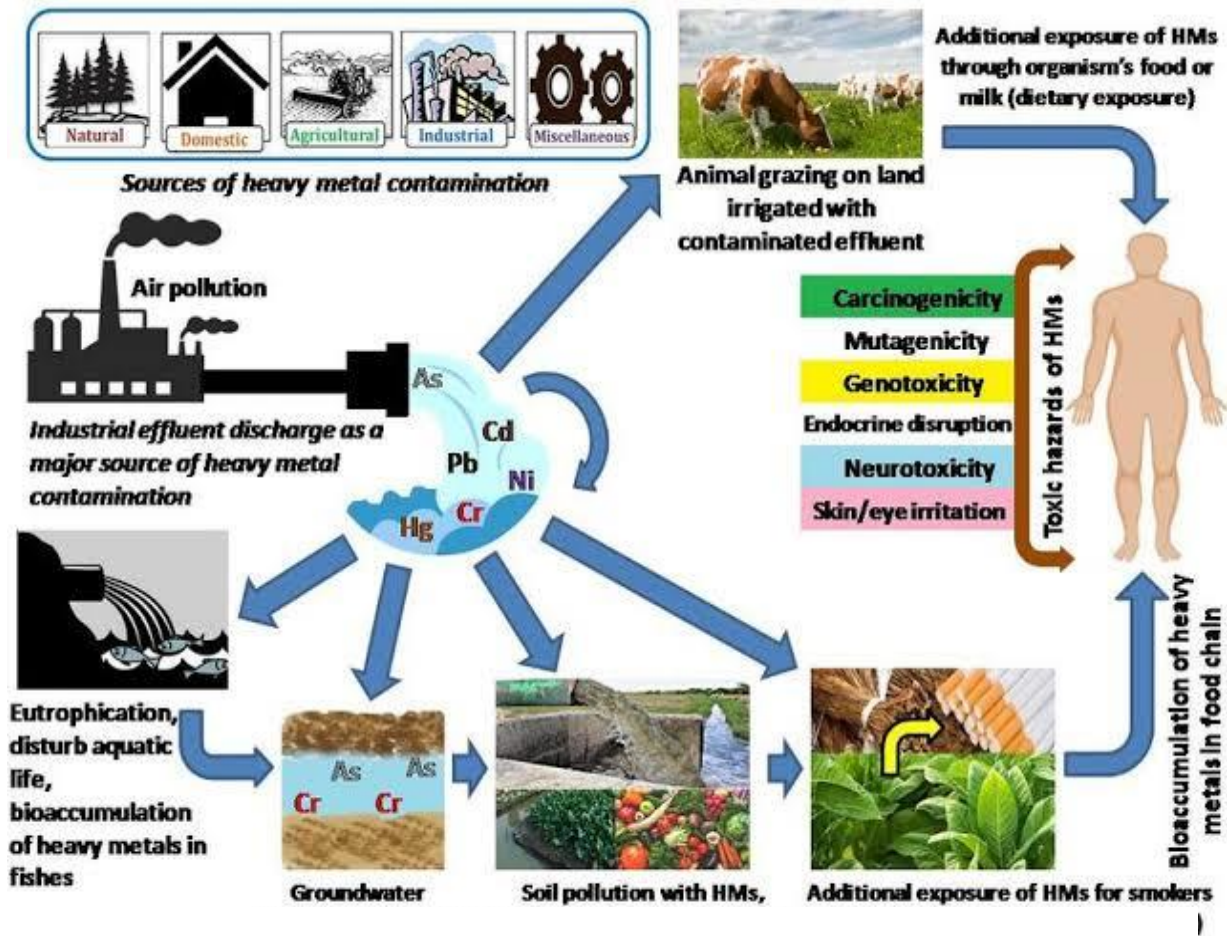 Natural
Domestic
Agricultural
Industrial
Miscellaneous
Sources of heavy metal contamination
Additional exposure of HMs
through organism's food or
milk (dietary exposure)
Animal grazing on land
irrigated with
contaminated effluent
Air pollution
Industrial effluent discharge as a
major source of heavy metal
contamination
As
Cd
Pb
Ni
Cr
Hg
Carcinogenicity
Mutagenicity
Genotoxicity
Endocrine disruption
Neurotoxicity
Skin/eye irritation
Toxic hazards of HMs
Eutrophication,
disturb aquatic
life,
bioaccumulation
of heavy metals in
fishes
As
As
Cr
Cr
Groundwater
Soil pollution with HMs,
Additional exposure of HMs for smokers
)
Bioaccumulation of heavy
metals in food chain